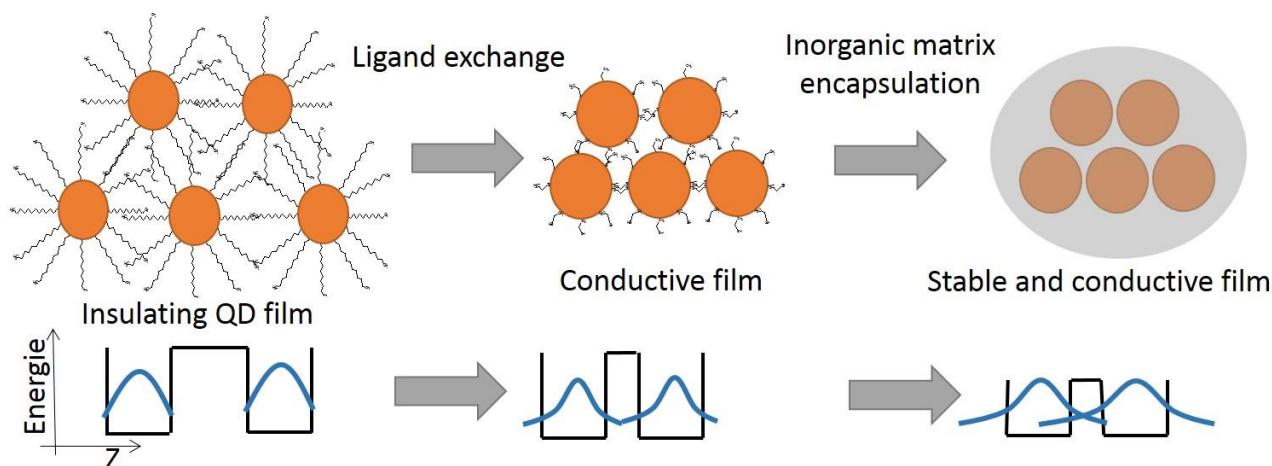 Ligand exchange
Inorganic matrix
encapsulation
Insulating QD film
Conductive film
Stable and conductive film
Energie
Z